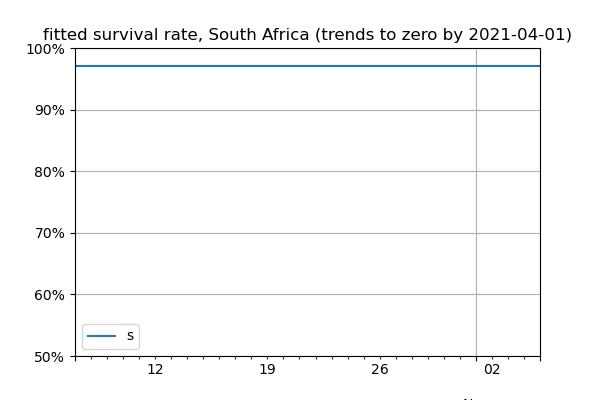 fitted survival rate, South Africa (trends to zero by 2021-04-01)
100%
90%
80%
70%
60%
50%
s
12 19 26 02